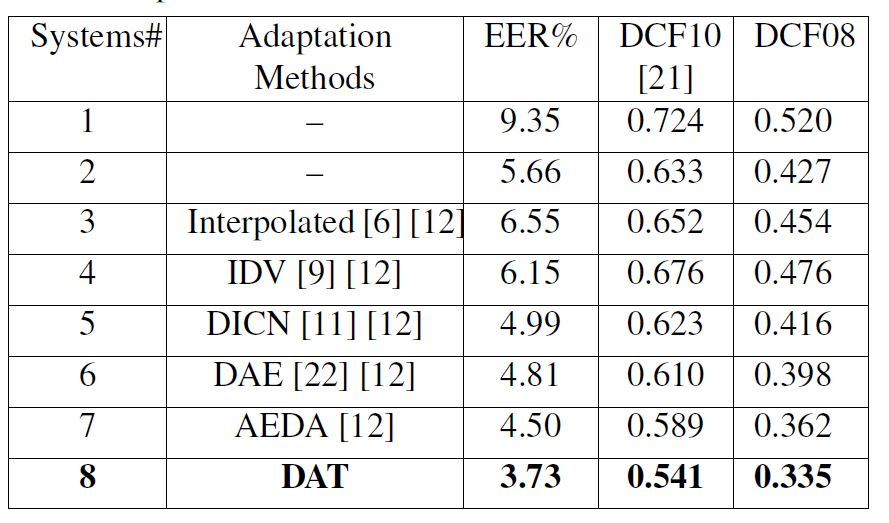 Systems# Adaptation Methods EER% DCF10 [21] DCF08
1 – 9.35 0.724 0.520
2 – 5.66 0.633 0.427
3 Interpolated [6] [12] 6.55 0.652 0.454
4 IDV [9] [12] 6.15 0.676 0.476
5 DICN [11] [12] 4.99 0.623 0.416
6 DAE [22] [12] 4.81 0.610 0.398
7 AEDA [12] 4.50 0.589 0.362
8 DAT 3.73 0.541 0.335